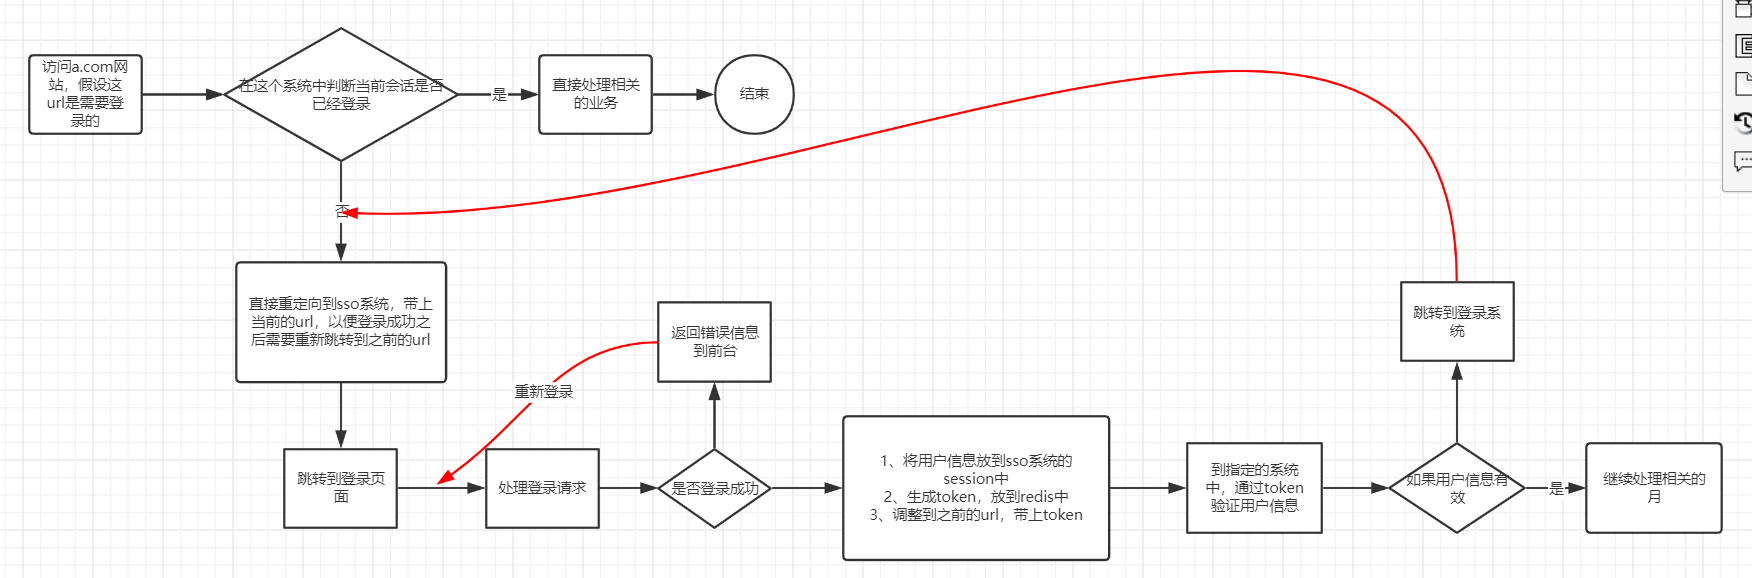 访问a.com网
站，假设这
url是需要登
录的
在这个系统中判断当前会话是否
已经登录
是
直接处理相关
的业务
结束
否
直接重定向到sso系统，带上
当前的url，以便登录成功之
后需要重新跳转到之前的url
跳转到登录页
面
重新登录
处理登录请求
返回错误信息
到前台
是否登录成功
1、将用户信息放到sso系统的
session中
2、生成token，放到redis中
3、调整到之前的url，带上token
到指定的系统
中，通过token
验证用户信息
跳转到登录系
统
如果用户信息有
效
是
继续处理相关的
月